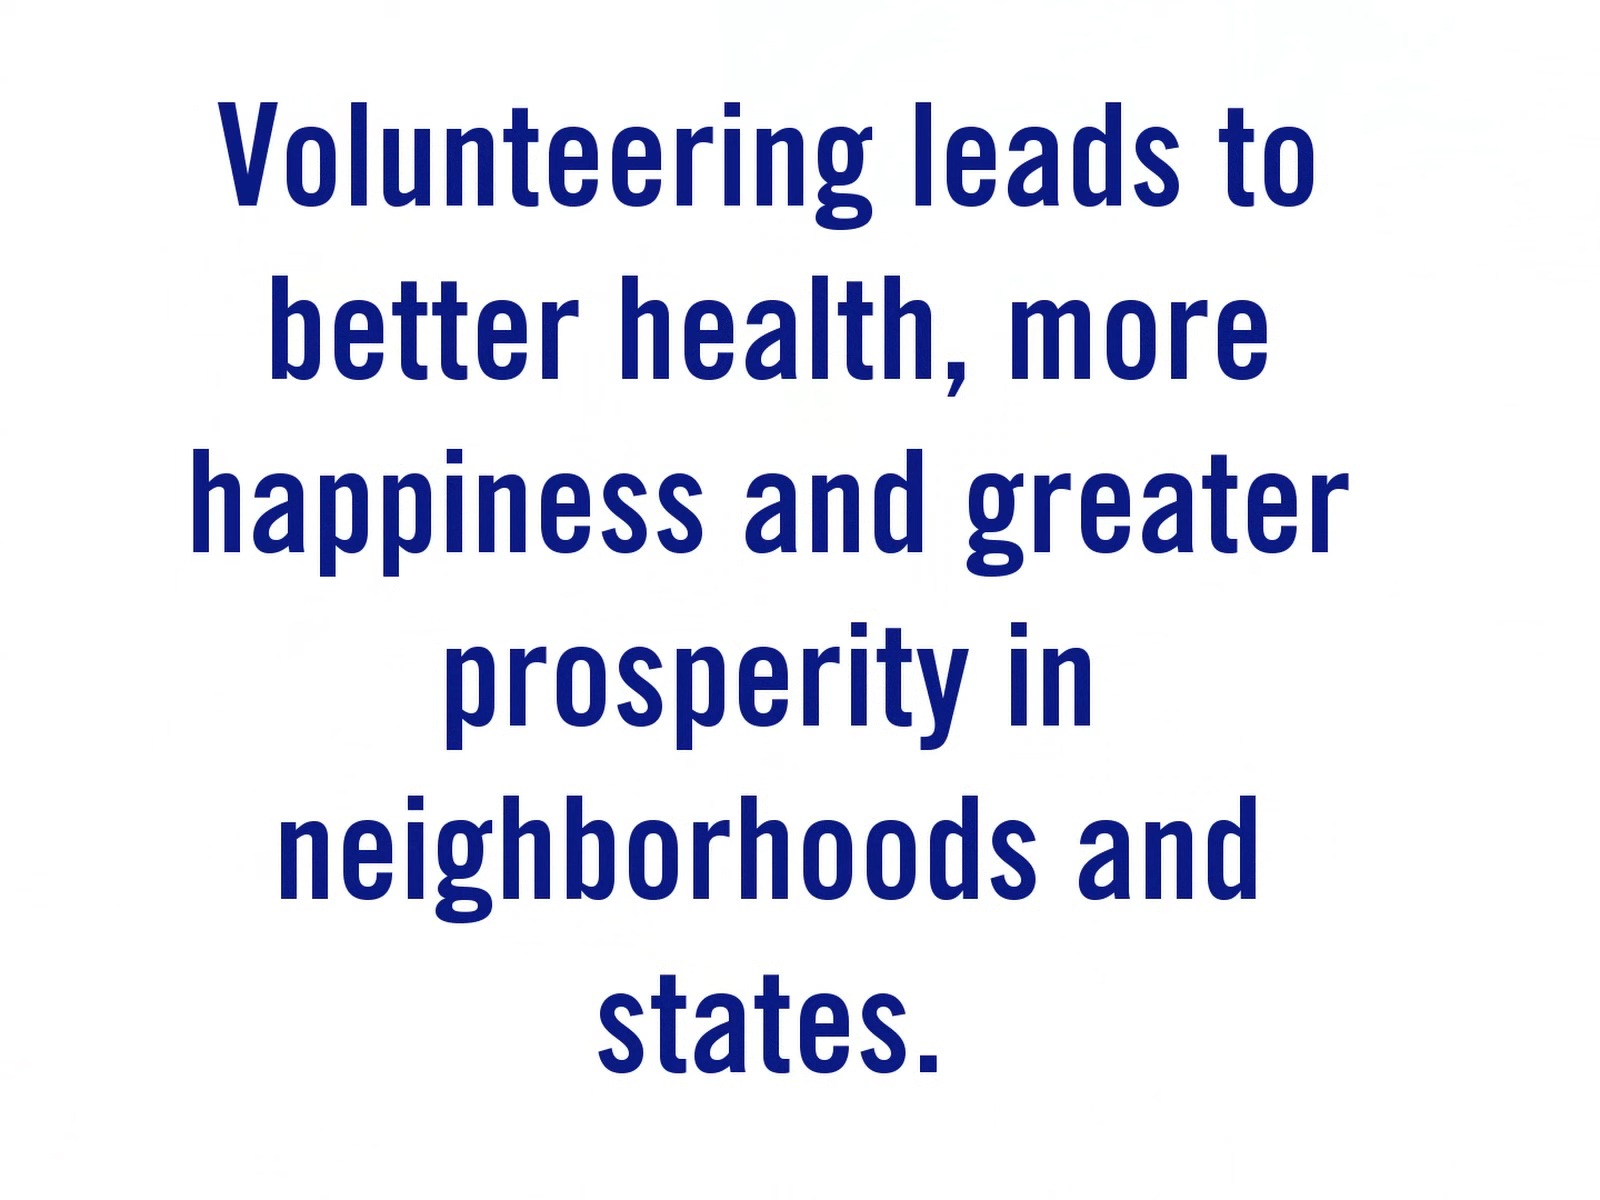 Volunteering leads to
better health, more
happiness and greater
prosperity in
neighborhoods and
states.